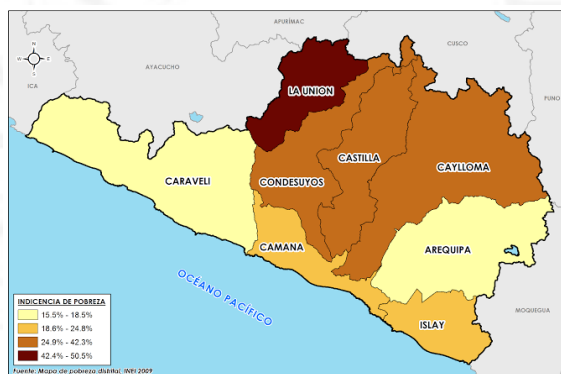 APURÍMAC
CUSCO
N
W
E
S
AYACUCHO
ICA
PUNO
LA UNION
CASTILLA
CAYLLOMA
CARAVELI
CONDESUYOS
CAMANA
AREQUIPA
OCÉANO PACÍFICO
MOQUEGUA
ISLAY
INDICENCIA DE POBREZA
15.5% - 18.5%
18.6% - 24.8%
24.9% - 42.3%
42.4% - 50.5%
Fuente: Mapa de pobreza distital, INEI 2009